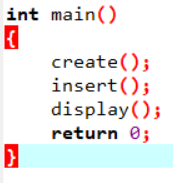 int main()
{
    create();
    insert();
    display();
    return 0;
}